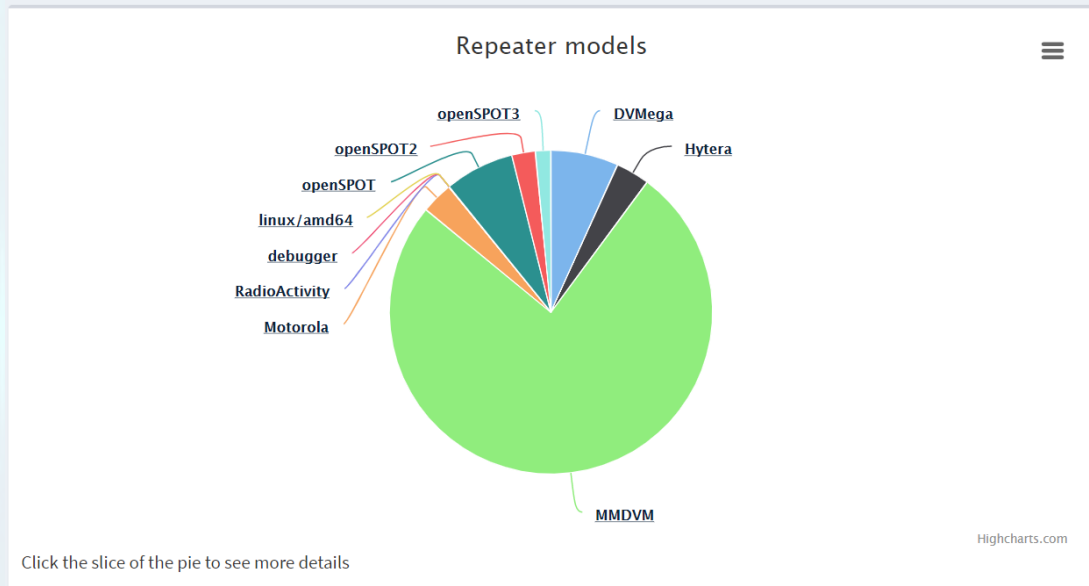 Repeater models
openSPOT3
DVMega
openSPOT2
Hytera
openSPOT
linux/amd64
debugger
RadioActivity
Motorola
MMDVM
Highcharts.com
Click the slice of the pie to see more details